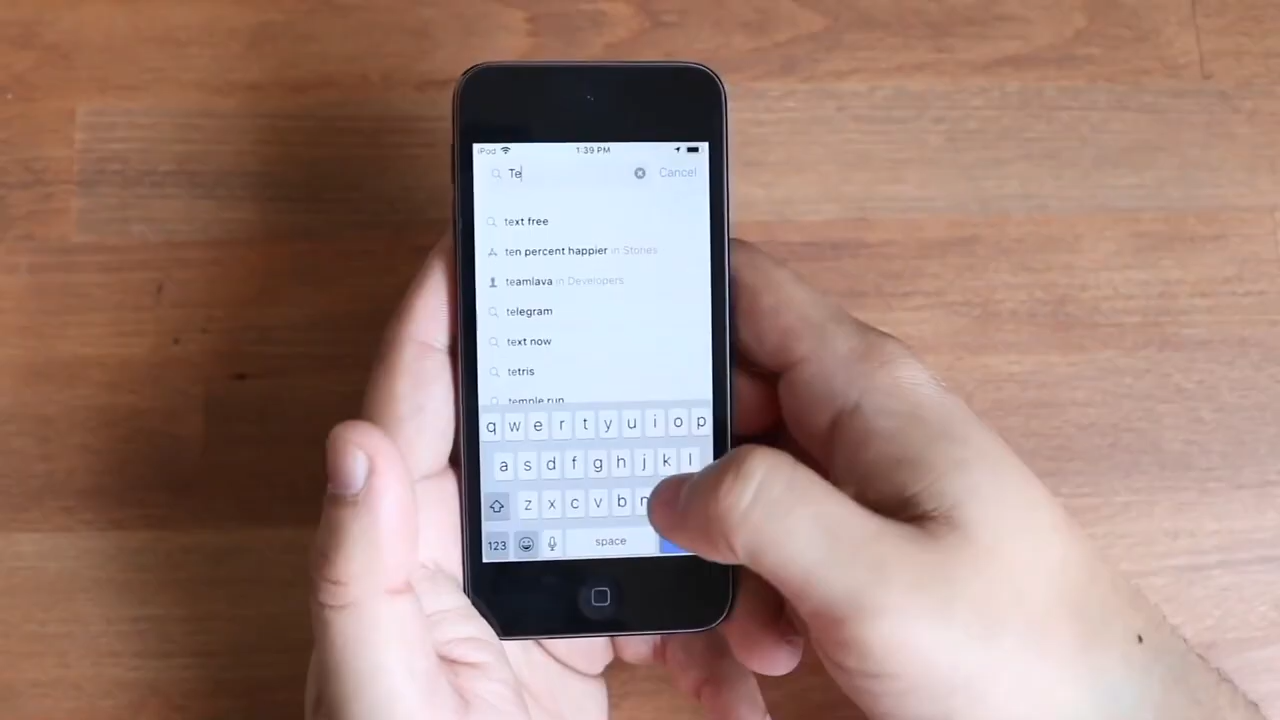 iPod 1:39 PM
Te Cancel
text free
ten percent happier in Stories
teamlava in Developers
telegram
text now
tetris
temple run
q w e r t y u i o p
a s d f g h j k l
z x c v b n
123 space